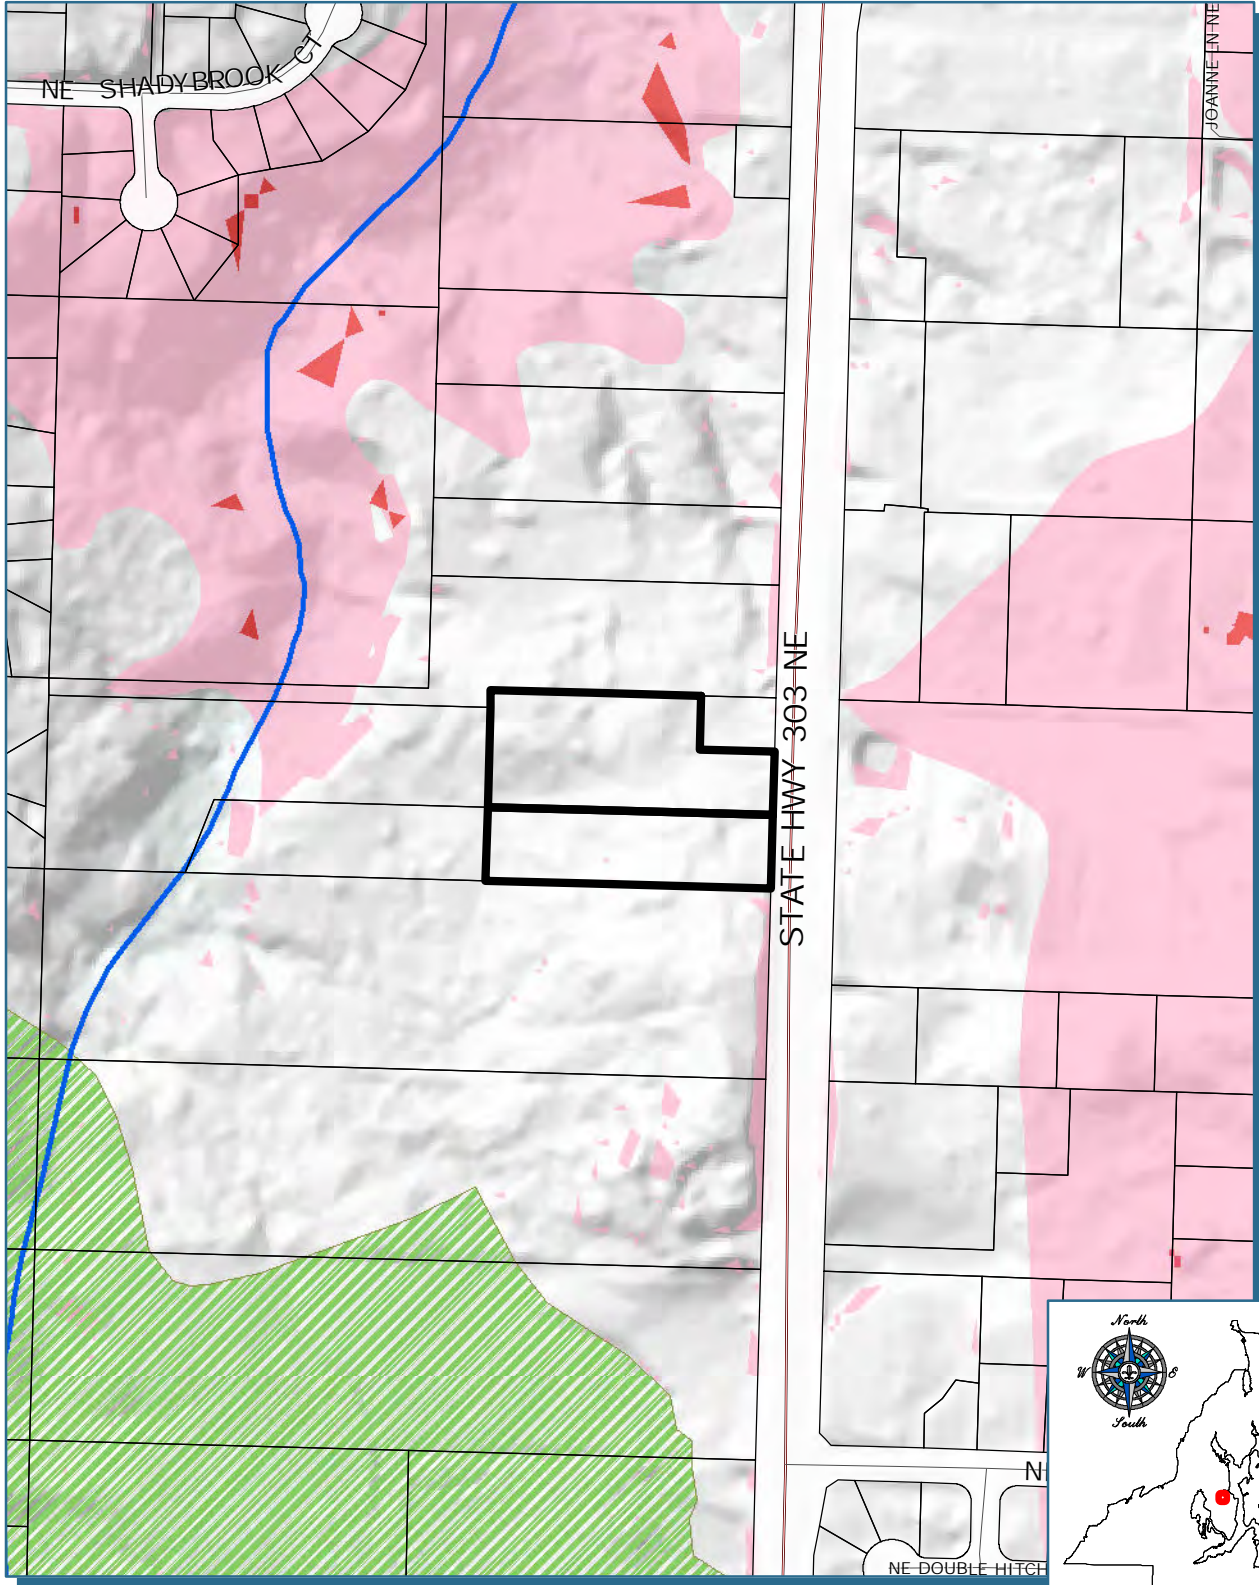 NE SHADYBROOK CT
JOANNE LN NE
STATE HWY 303 NE
North
W
E
South
N
NE DOUBLE HITCH